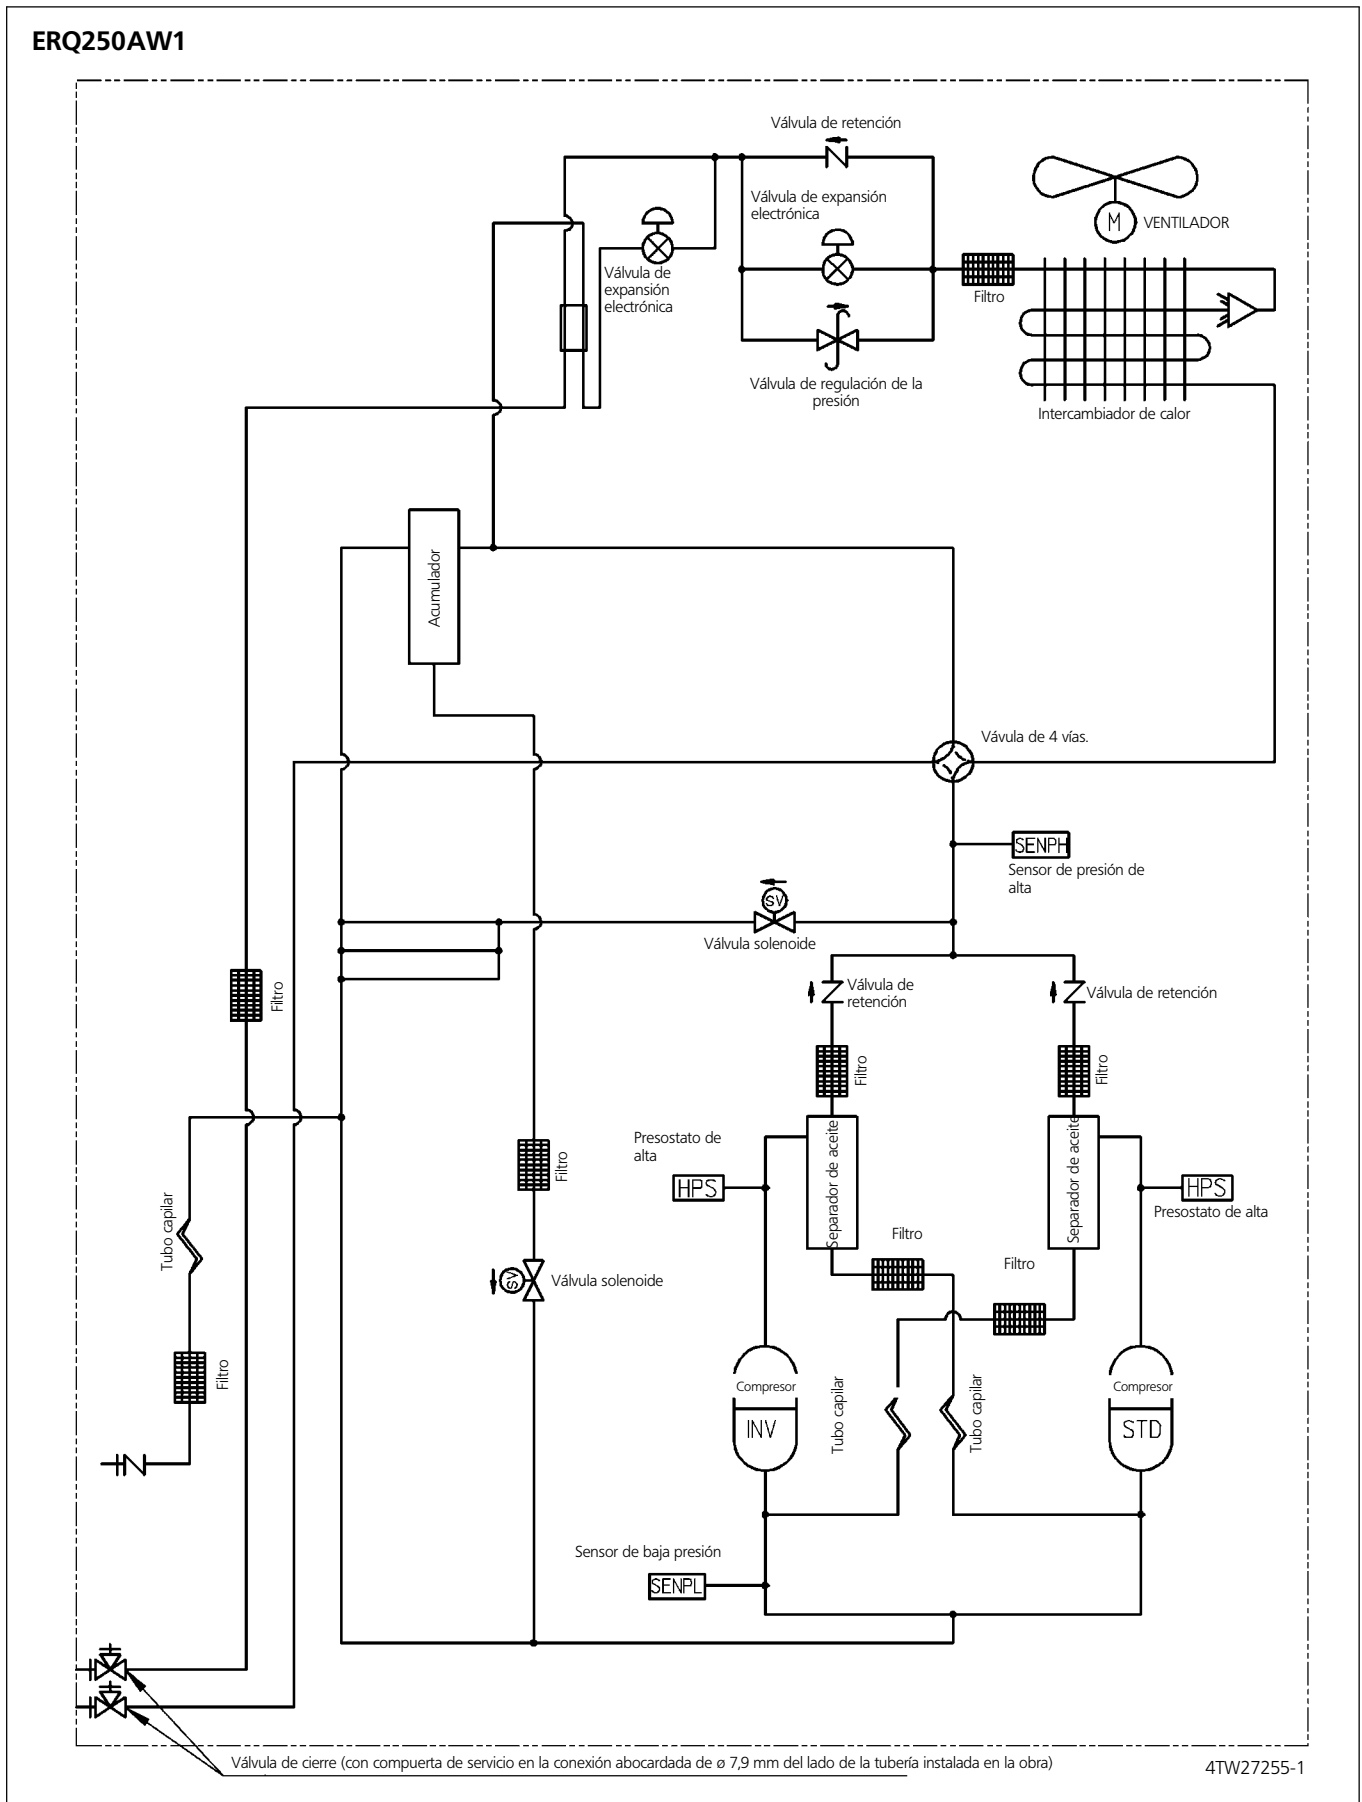 ERQ250AW1
Válvula de retención
Válvula de expansión
electrónica
M
VENTILADOR
Válvula de
expansión
electrónica
Filtro
Válvula de regulación de la
presión
Intercambiador de calor
Acumulador
Vávula de 4 vías.
SENPH
Sensor de presión de
alta
SV
Válvula solenoide
Válvula de
retención
Válvula de retención
Filtro
Filtro
Filtro
Separador de aceite
Separador de aceite
Presostato de
alta
HPS
HPS
Presostato de alta
Filtro
Tubo capilar
Filtro
Filtro
SV
Válvula solenoide
Filtro
Compresor
INV
Tubo capilar
Tubo capilar
Compresor
STD
Sensor de baja presión
SENPL
Válvula de cierre (con compuerta de servicio en la conexión abocardada de ø 7,9 mm del lado de la tubería instalada en la obra)
4TW27255-1